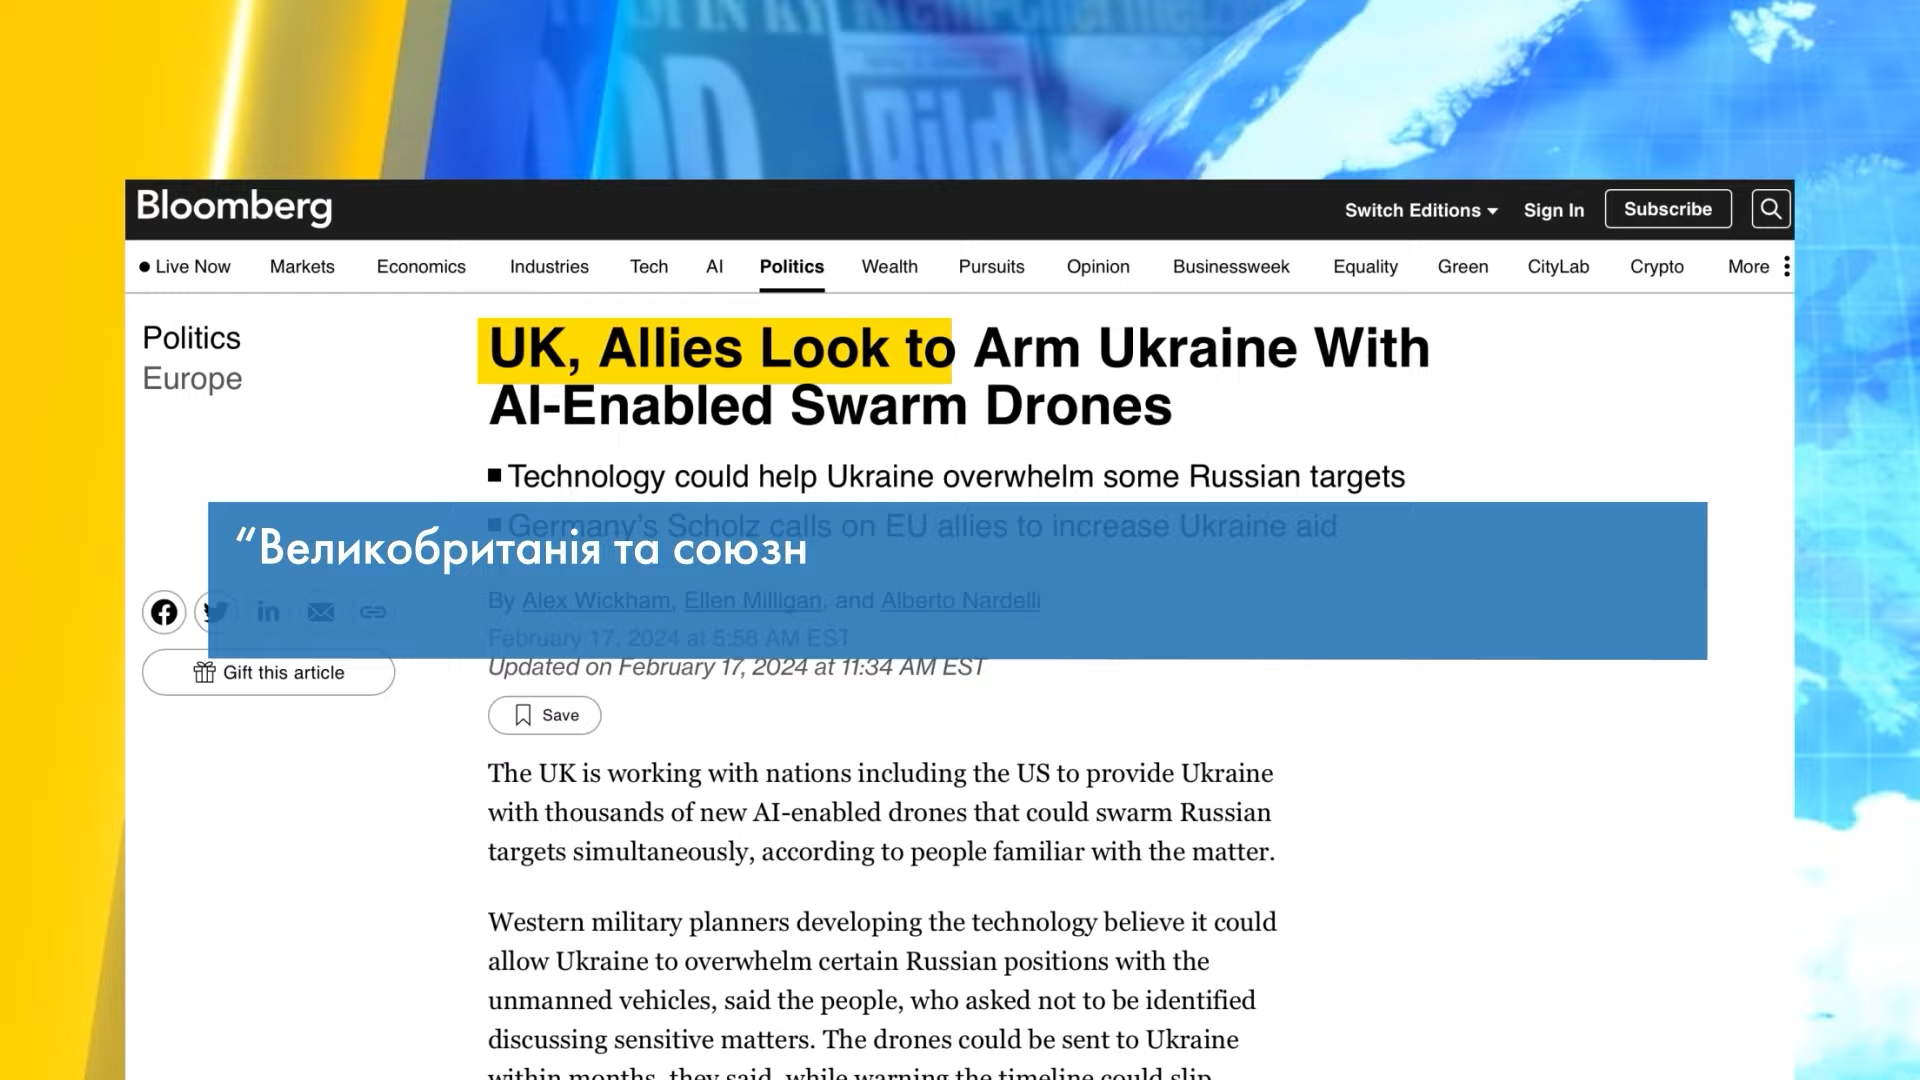 Bild
Bloomberg
Switch Editions
Sign In
Subscribe
Live Now
Markets
Economics
Industries
Tech
AI
Politics
Wealth
Pursuits
Opinion
Businessweek
Equality
Green
CityLab
Crypto
More
Politics
Europe
UK, Allies Look to Arm Ukraine With
AI-Enabled Swarm Drones
Technology could help Ukraine overwhelm some Russian targets
Germany’s Scholz calls on EU allies to increase Ukraine aid
“Великобританія та союзн
By Alex Wickham, Ellen Milligan, and Alberto Nardelli
February 17, 2024 at 5:58 AM EST
Updated on February 17, 2024 at 11:34 AM EST
Gift this article
Save
The UK is working with nations including the US to provide Ukraine
with thousands of new AI-enabled drones that could swarm Russian
targets simultaneously, according to people familiar with the matter.
Western military planners developing the technology believe it could
allow Ukraine to overwhelm certain Russian positions with the
unmanned vehicles, said the people, who asked not to be identified
discussing sensitive matters. The drones could be sent to Ukraine
within months, they said, while warning the timeline could slip.